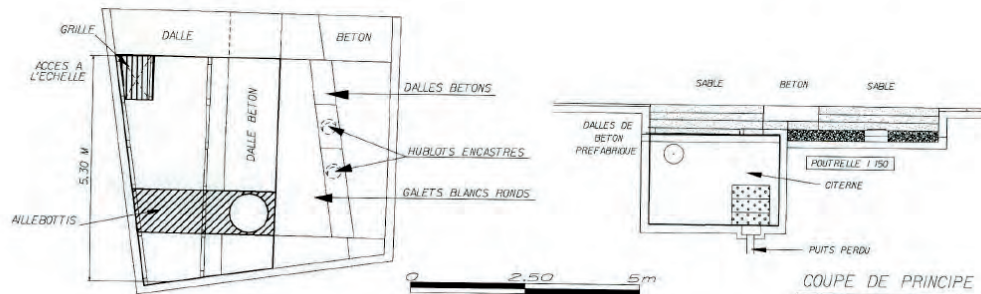 GRILLE
DALLE
BETON
ACCES A
L'ECHELLE
DALLE BETON
DALLES BETONS
HUBLOTS ENCASTRES
GALETS BLANCS RONDS
5,30 M
AILLEBOTTIS
0 2,50 5m
SABLE BETON SABLE
DALLES DE
BETON
PREFABRIQUE
POUTRELLE I 150
CITERNE
PUITS PERDU
COUPE DE PRINCIPE